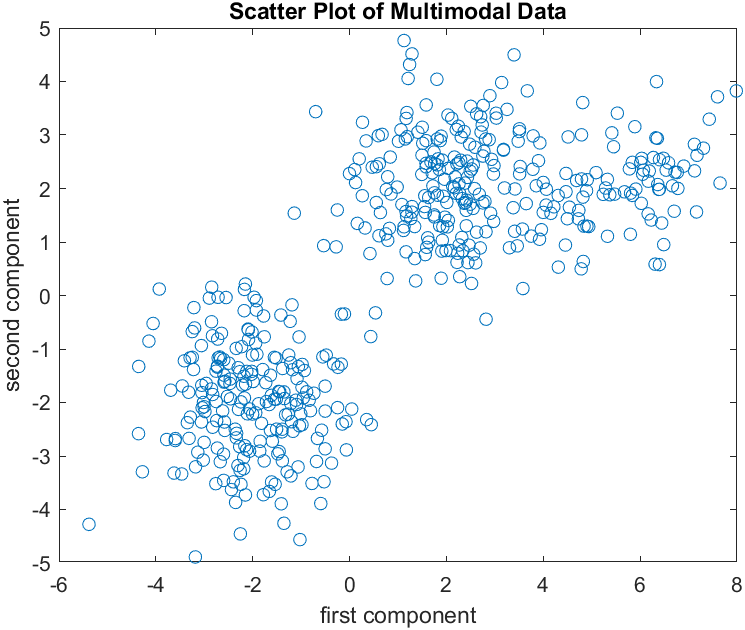 Scatter Plot of Multimodal Data
5
4
3
2
1
0
-1
-2
-3
-4
-5
second component
-6 -4 -2 0 2 4 6 8
first component